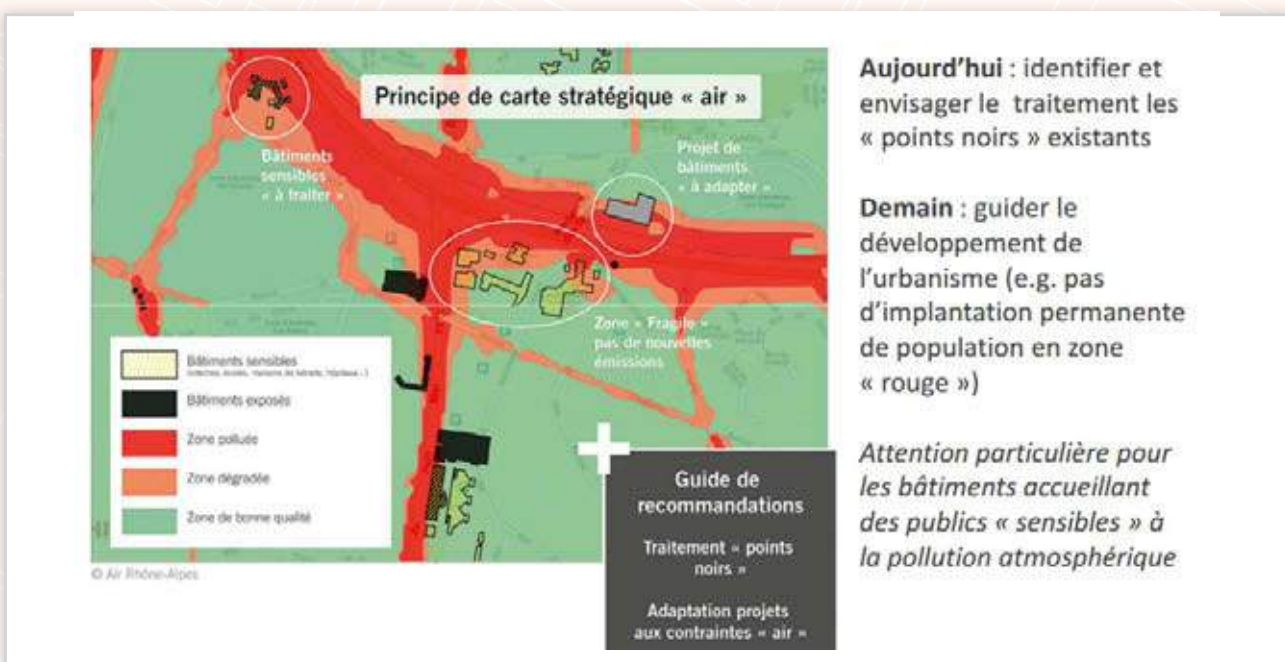 Principe de carte stratégique « air »
Bâtiments
sensibles
« à traiter »
Projet de
bâtiments
« à adapter »
Zone « Fragile »
pas de nouvelles
émissions
Bâtiments sensibles
Bâtiments exposés
Zone polluée
Zone dégradée
Zone de bonne qualité
© Air Rhône-Alpes
Guide de
recommandations
Traitement « points
noirs »
Adaptation projets
aux contraintes « air »
Aujourd’hui : identifier et
envisager le traitement les
« points noirs » existants
Demain : guider le
développement de
l’urbanisme (e.g. pas
d’implantation permanente
de population en zone
« rouge »)
Attention particulière pour
les bâtiments accueillant
des publics « sensibles » à
la pollution atmosphérique